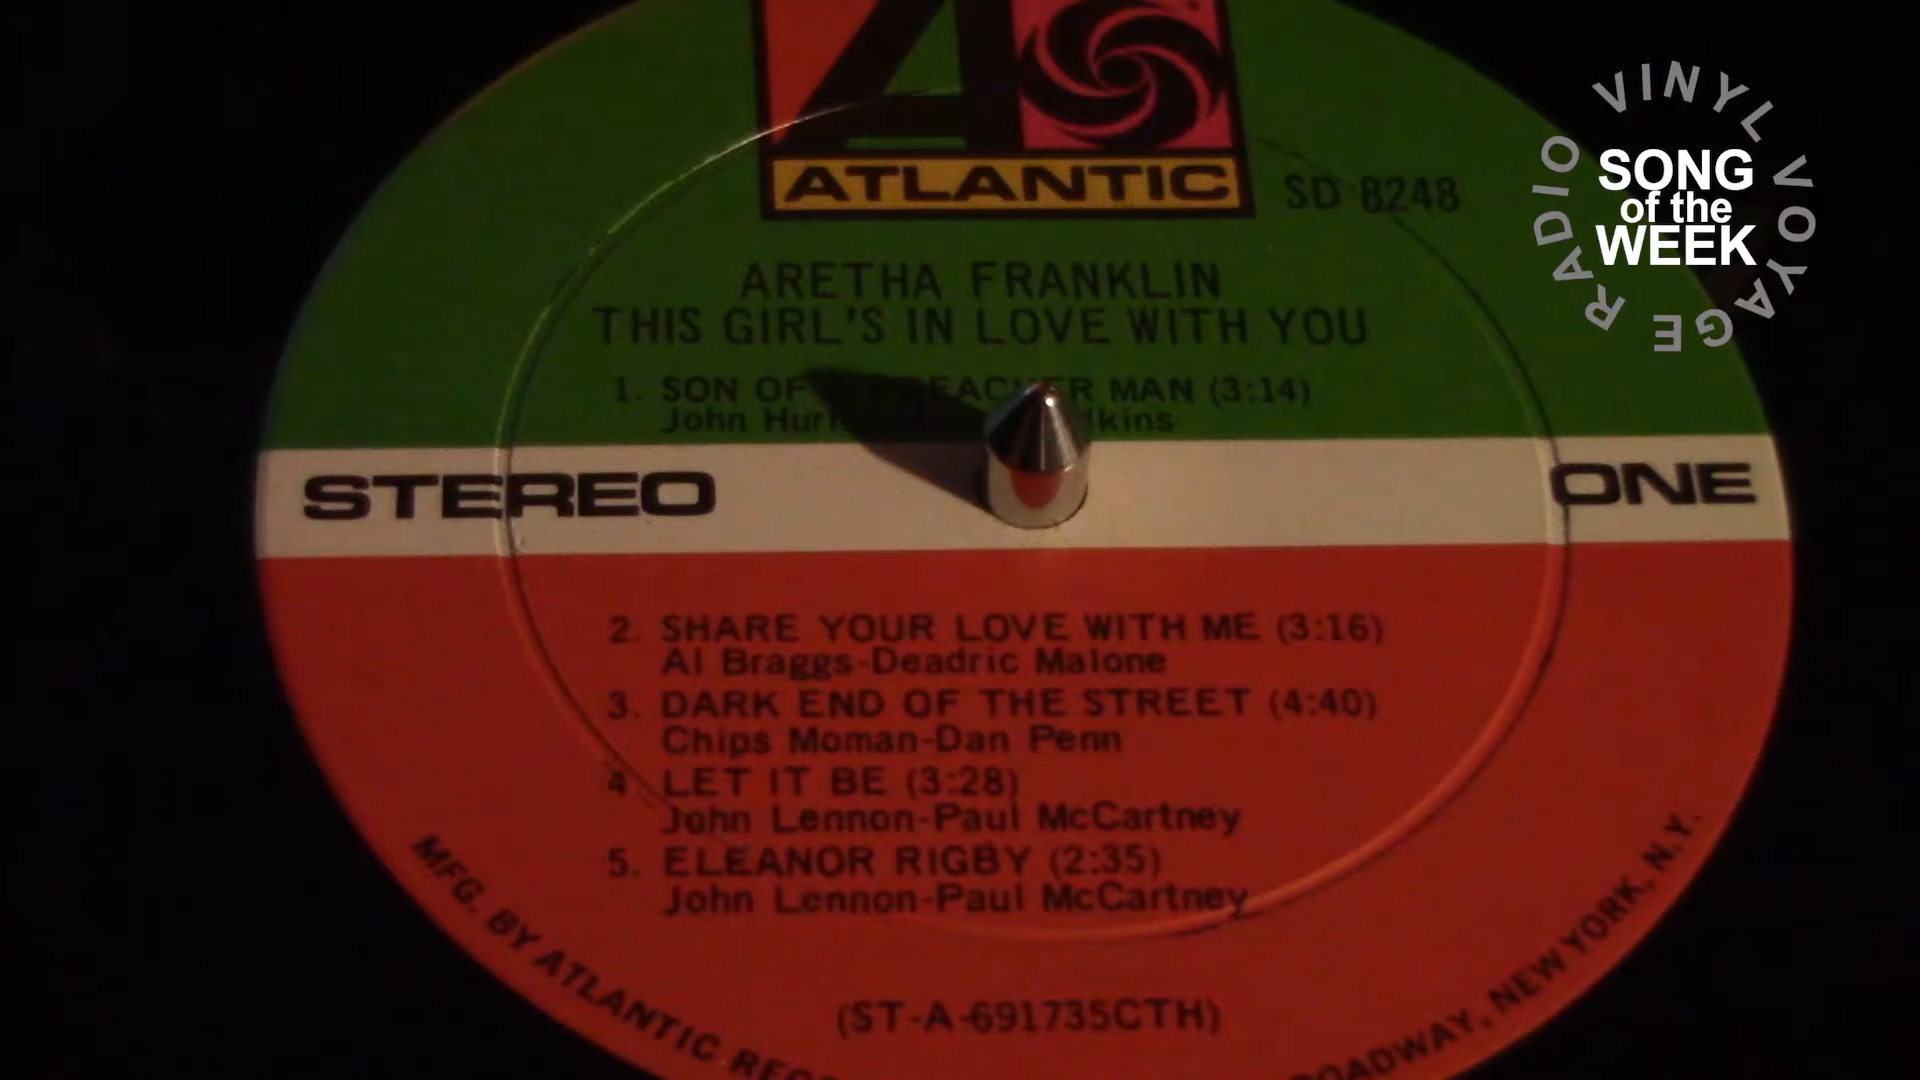 ATLANTIC
SD 8248
ARETHA FRANKLIN
THIS GIRL'S IN LOVE WITH YOU
1. SON OF PREACHER MAN (3:14)
John
STEREO
ONE
2. SHARE YOUR LOVE WITH ME (3:16)
Al Braggs-Deadric Malone
3. DARK END OF THE STREET (4:40)
Chips Moman-Dan Penn
4 LET IT BE (3:28)
John Lennon-Paul McCartney
5. ELEANOR RIGBY (2:35)
John Lennon-Paul McCartney
(ST-A-691735CTH)
MFG. BY ATLANTIC
NEW YORK, N.Y.
RADIO VINYL VOYAGE
SONG
of the
WEEK